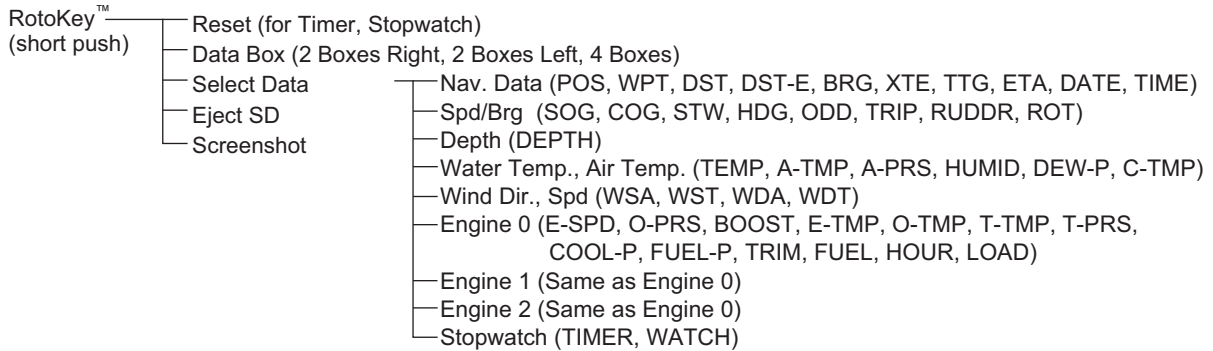 RotoKey™
(short push)
Reset (for Timer, Stopwatch)
Data Box (2 Boxes Right, 2 Boxes Left, 4 Boxes)
Select Data
Eject SD
Screenshot
Nav. Data (POS, WPT, DST, DST-E, BRG, XTE, TTG, ETA, DATE, TIME)
Spd/Brg (SOG, COG, STW, HDG, ODD, TRIP, RUDDR, ROT)
Depth (DEPTH)
Water Temp., Air Temp. (TEMP, A-TMP, A-PRS, HUMID, DEW-P, C-TMP)
Wind Dir., Spd (WSA, WST, WDA, WDT)
Engine 0 (E-SPD, O-PRS, BOOST, E-TMP, O-TMP, T-TMP, T-PRS,
COOL-P, FUEL-P, TRIM, FUEL, HOUR, LOAD)
Engine 1 (Same as Engine 0)
Engine 2 (Same as Engine 0)
Stopwatch (TIMER, WATCH)